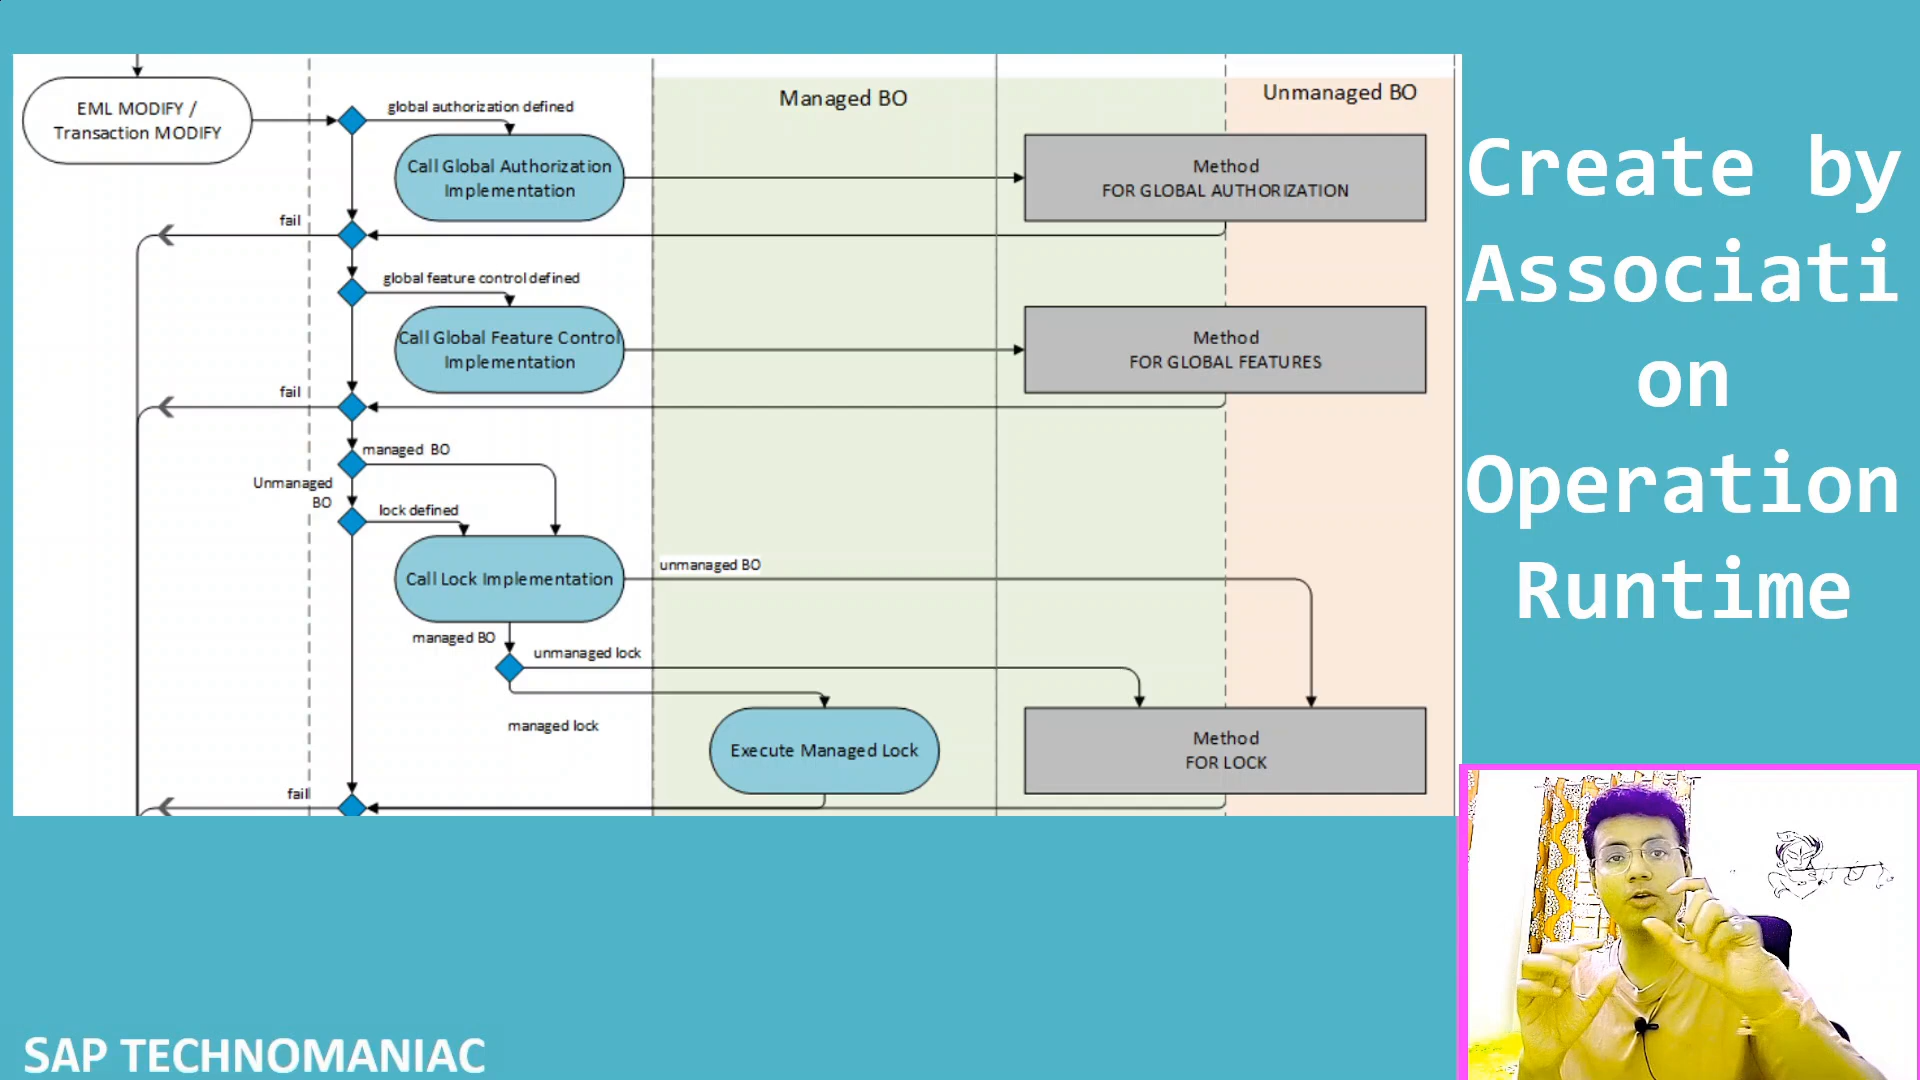 Managed BO
Unmanaged BO
EML MODIFY /
Transaction MODIFY
global authorization defined
Call Global Authorization
Implementation
Method
FOR GLOBAL AUTHORIZATION
fail
global feature control defined
Call Global Feature Control
Implementation
Method
FOR GLOBAL FEATURES
fail
managed BO
Unmanaged
BO
lock defined
Call Lock Implementation
unmanaged BO
managed BO
unmanaged lock
managed lock
Execute Managed Lock
Method
FOR LOCK
fail
Create by
Associati
on
Operation
Runtime
SAP TECHNOMANIAC